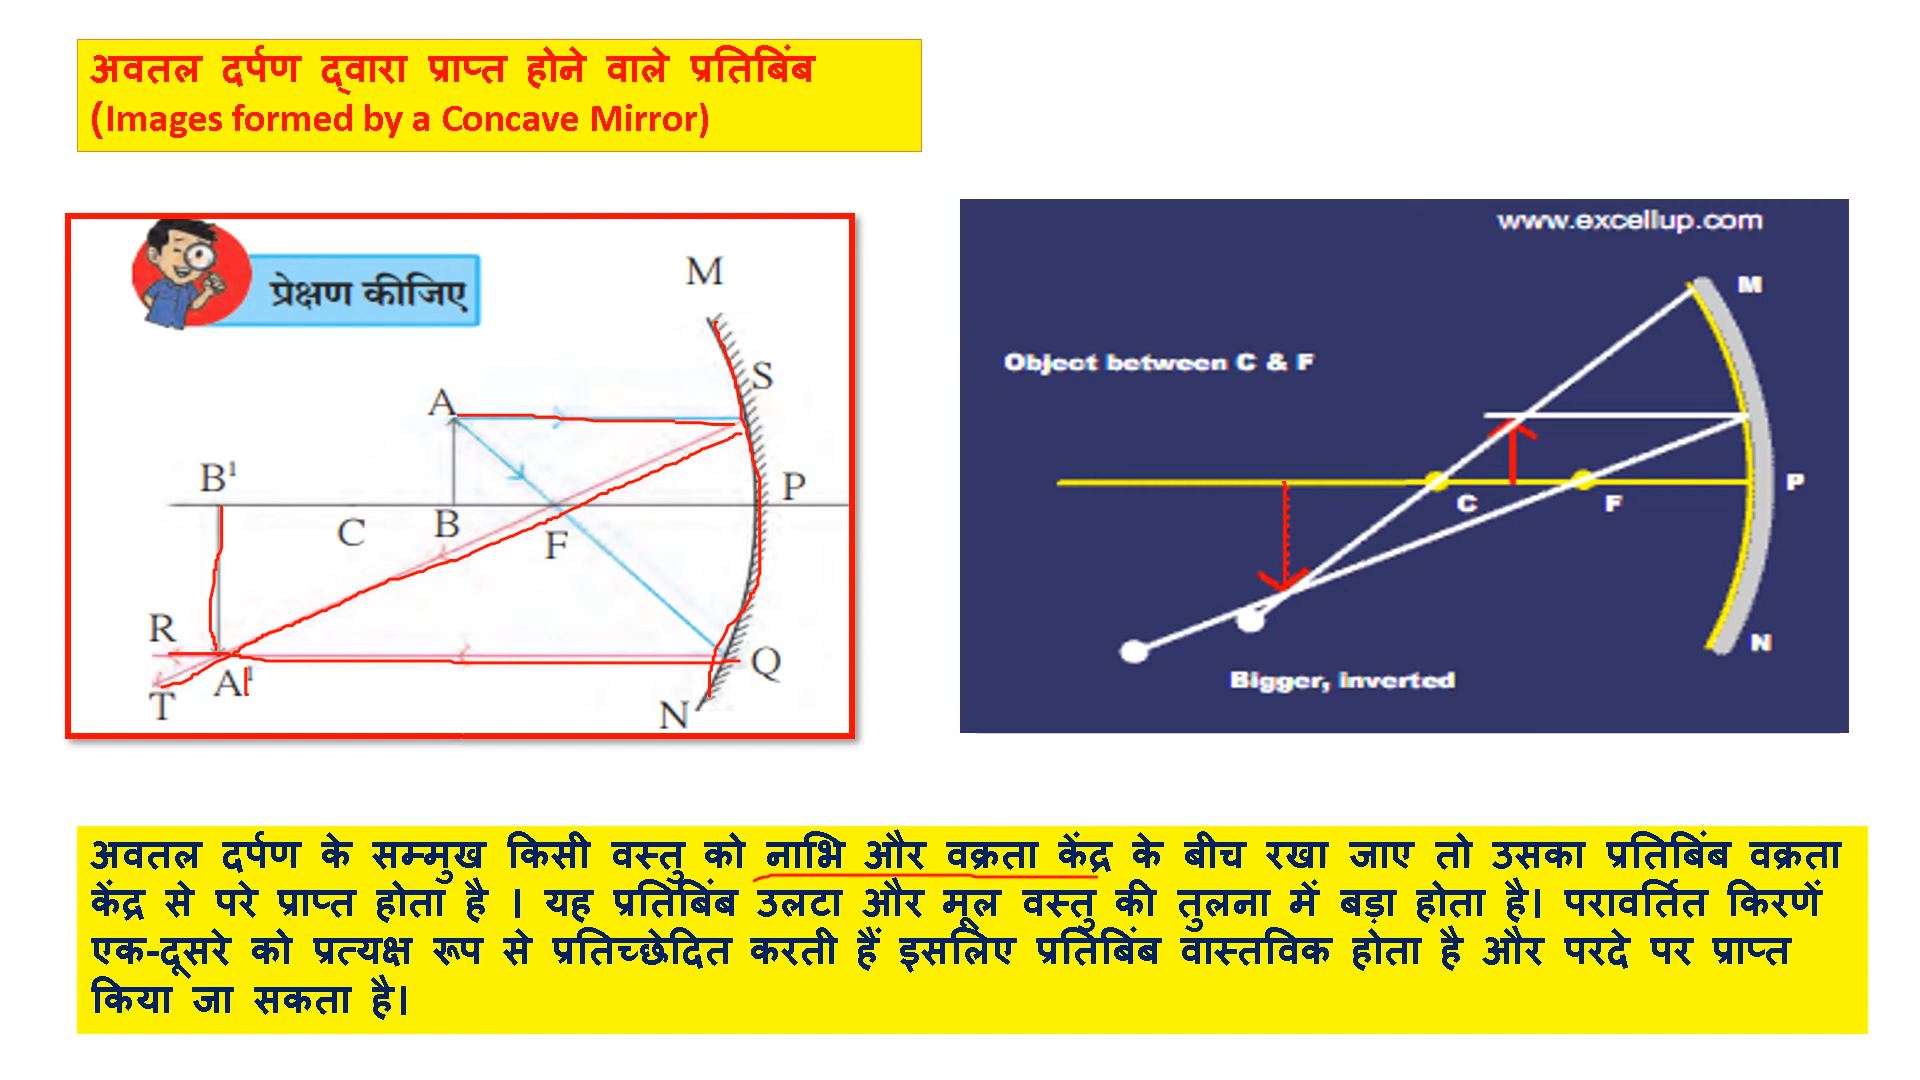 अवतल दर्पण द्वारा प्राप्त होने वाले प्रतिबिंब
(Images formed by a Concave Mirror)
प्रेक्षण कीजिए
M
S
A
B¹
P
C
B
F
R
Q
A¹
T
N
www.excellup.com
M
Object between C & F
P
C
F
N
Bigger, inverted
अवतल दर्पण के सम्मुख किसी वस्तु को नाभि और वक्रता केंद्र के बीच रखा जाए तो उसका प्रतिबिंब वक्रता
केंद्र से परे प्राप्त होता है । यह प्रतिबिंब उलटा और मूल वस्तु की तुलना में बड़ा होता है। परावर्तित किरणें
एक-दूसरे को प्रत्यक्ष रूप से प्रतिच्छेदित करती हैं इसलिए प्रतिबिंब वास्तविक होता है और परदे पर प्राप्त
किया जा सकता है।